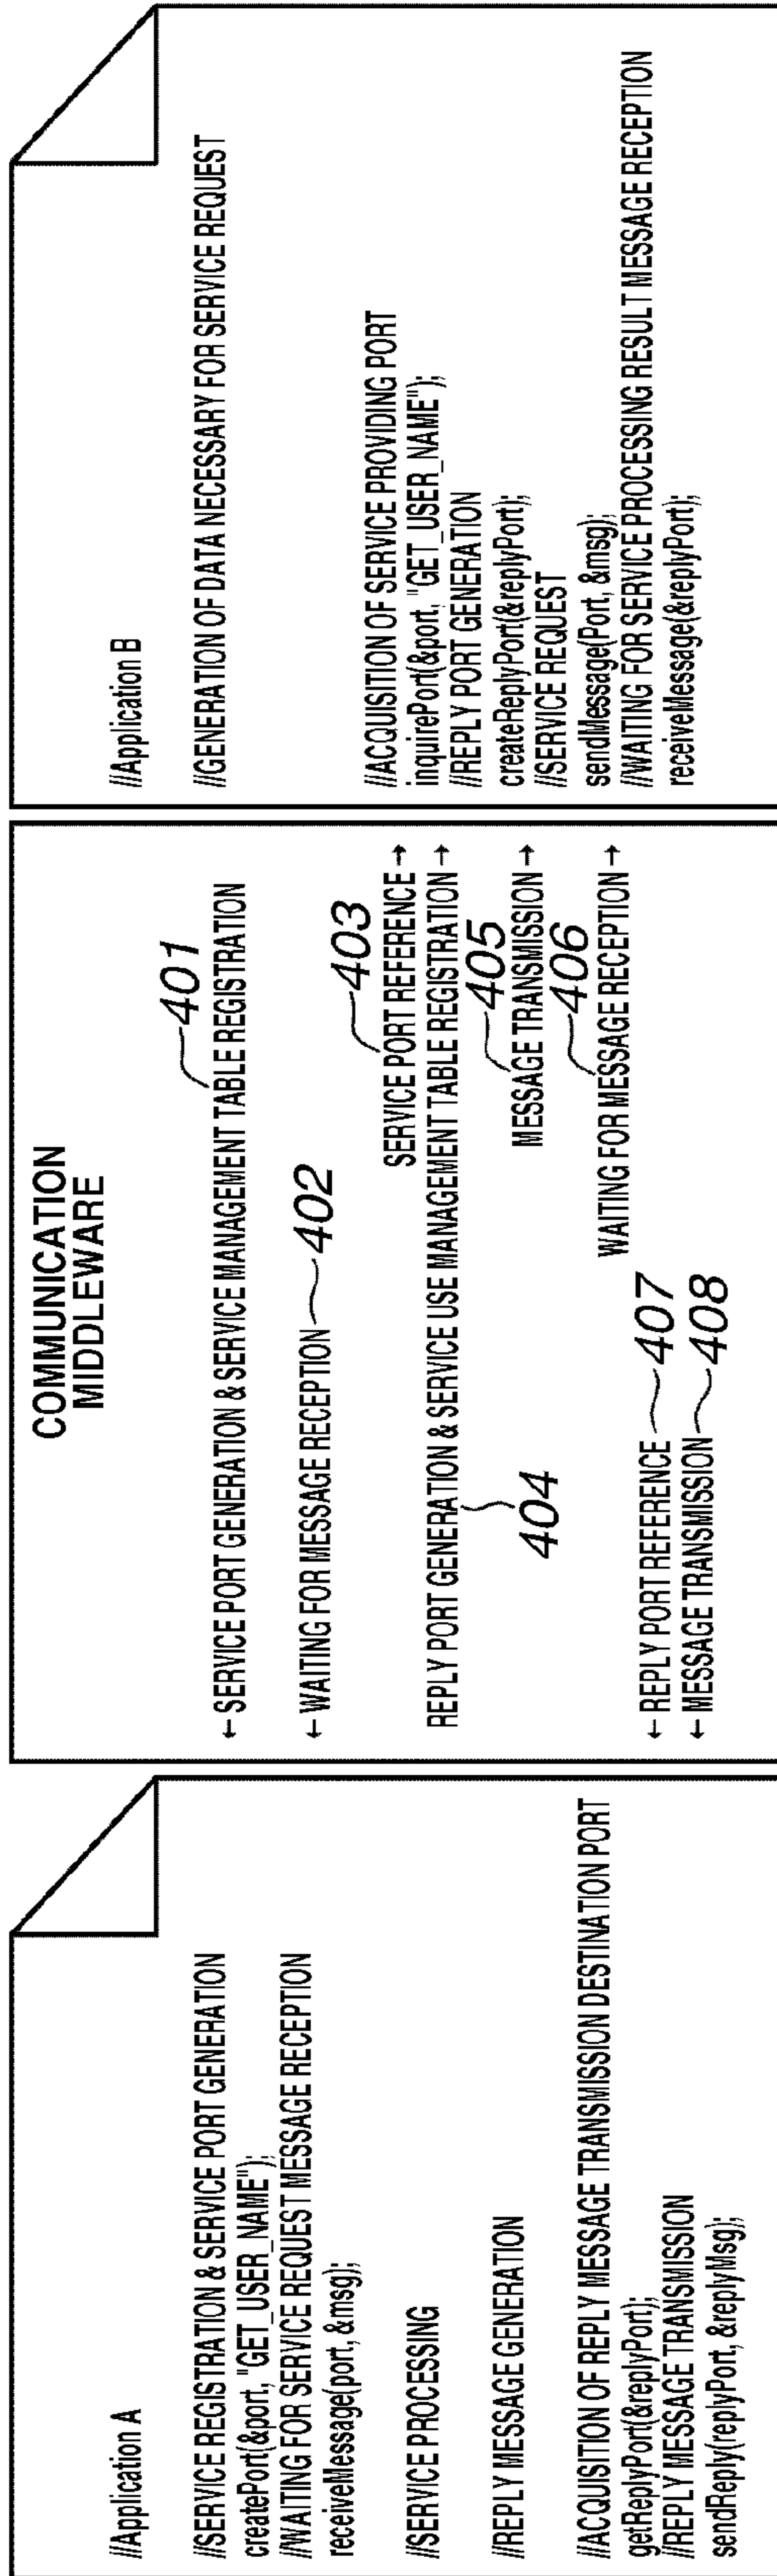 //Application A
//SERVICE REGISTRATION & SERVICE PORT GENERATION
createPort(&port, "GET_USER_NAME");
//WAITING FOR SERVICE REQUEST MESSAGE RECEPTION
receiveMessage(port, &msg);
//SERVICE PROCESSING
//REPLY MESSAGE GENERATION
//ACQUISITION OF REPLY MESSAGE TRANSMISSION DESTINATION PORT
getReplyPort(&replyPort);
//REPLY MESSAGE TRANSMISSION
sendReply(replyPort, &replyMsg);
COMMUNICATION
MIDDLEWARE
401
← SERVICE PORT GENERATION & SERVICE MANAGEMENT TABLE REGISTRATION
← WAITING FOR MESSAGE RECEPTION 402
403
SERVICE PORT REFERENCE →
REPLY PORT GENERATION & SERVICE USE MANAGEMENT TABLE REGISTRATION →
404
405
MESSAGE TRANSMISSION →
406
WAITING FOR MESSAGE RECEPTION →
← REPLY PORT REFERENCE 407
← MESSAGE TRANSMISSION 408
//Application B
//GENERATION OF DATA NECESSARY FOR SERVICE REQUEST
//ACQUISITION OF SERVICE PROVIDING PORT
inquirePort(&port, "GET_USER_NAME");
//REPLY PORT GENERATION
createReplyPort(&replyPort);
//SERVICE REQUEST
sendMessage(Port, &msg);
//WAITING FOR SERVICE PROCESSING RESULT MESSAGE RECEPTION
receiveMessage(&replyPort);